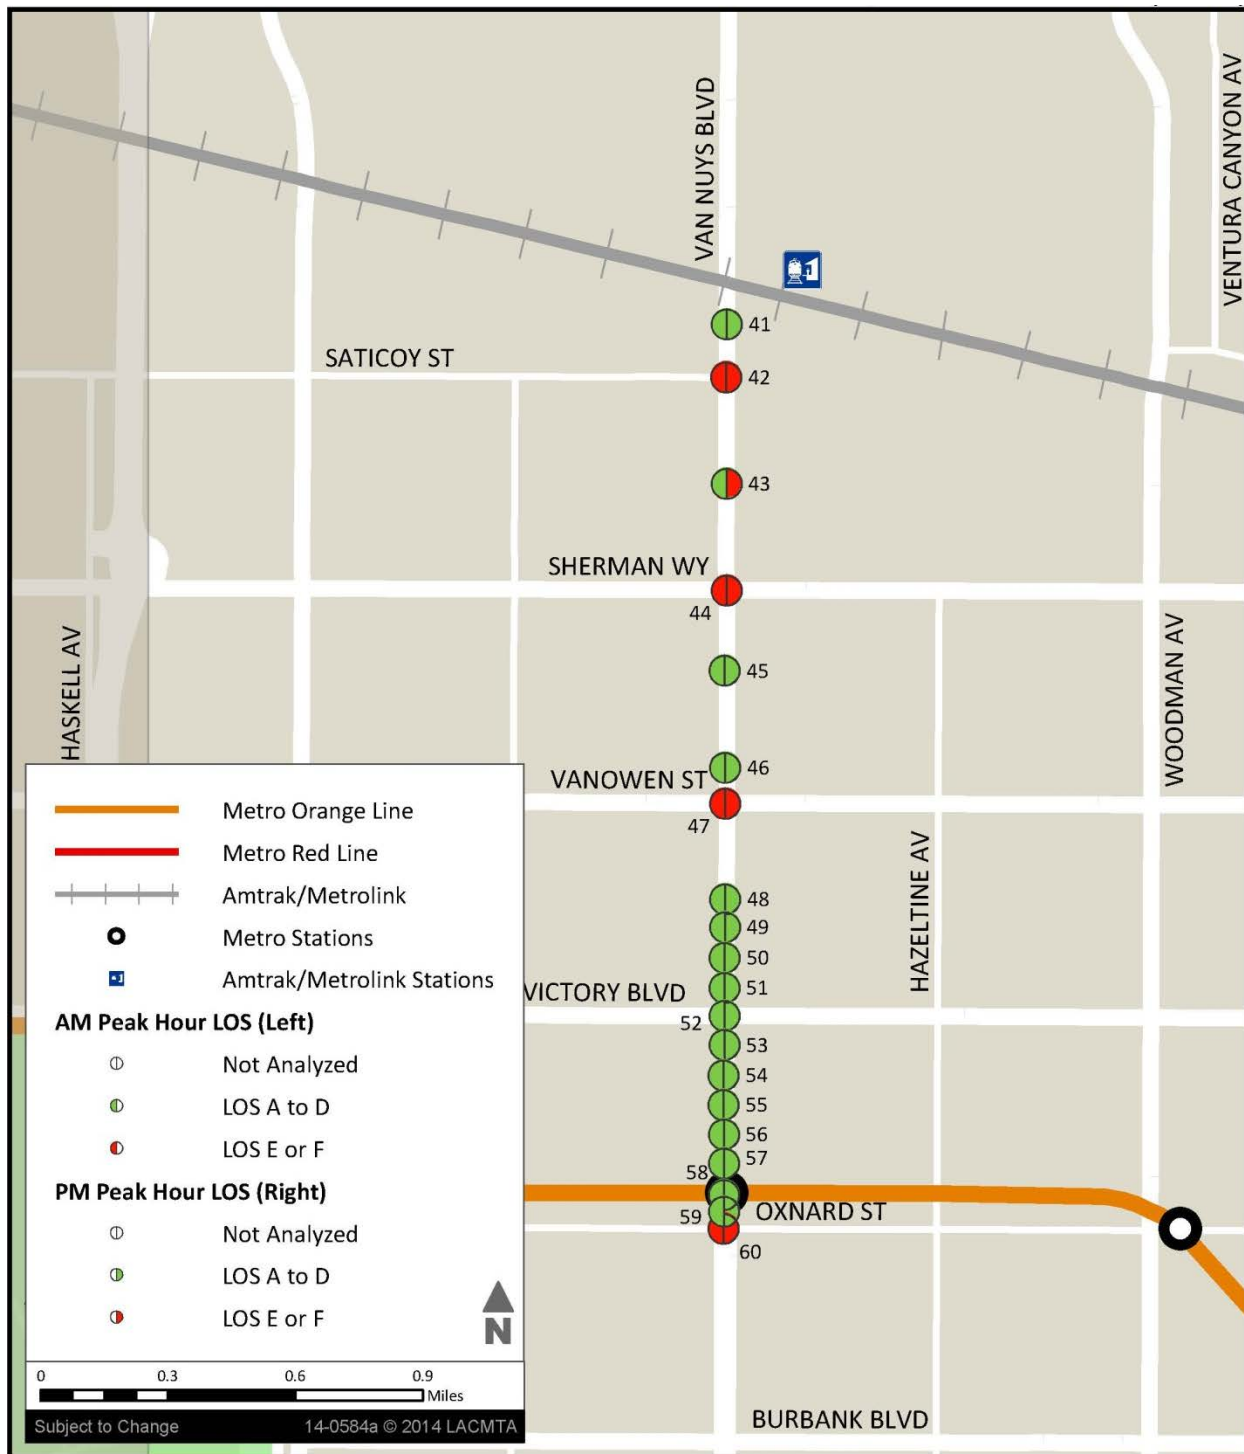 VAN NUYS BLVD
VENTURA CANYON AV
41
SATICOY ST
42
43
SHERMAN WY
44
HASKELL AV
45
WOODMAN AV
46
VANOWEN ST
47
HAZELTINE AV
48
49
50
51
VICTORY BLVD
52
53
54
55
56
57
58
59
OXNARD ST
60
BURBANK BLVD
Metro Orange Line
Metro Red Line
Amtrak/Metrolink
Metro Stations
Amtrak/Metrolink Stations
AM Peak Hour LOS (Left)
Not Analyzed
LOS A to D
LOS E or F
PM Peak Hour LOS (Right)
Not Analyzed
LOS A to D
LOS E or F
N
0 0.3 0.6 0.9
Miles
Subject to Change 14-0584a © 2014 LACMTA